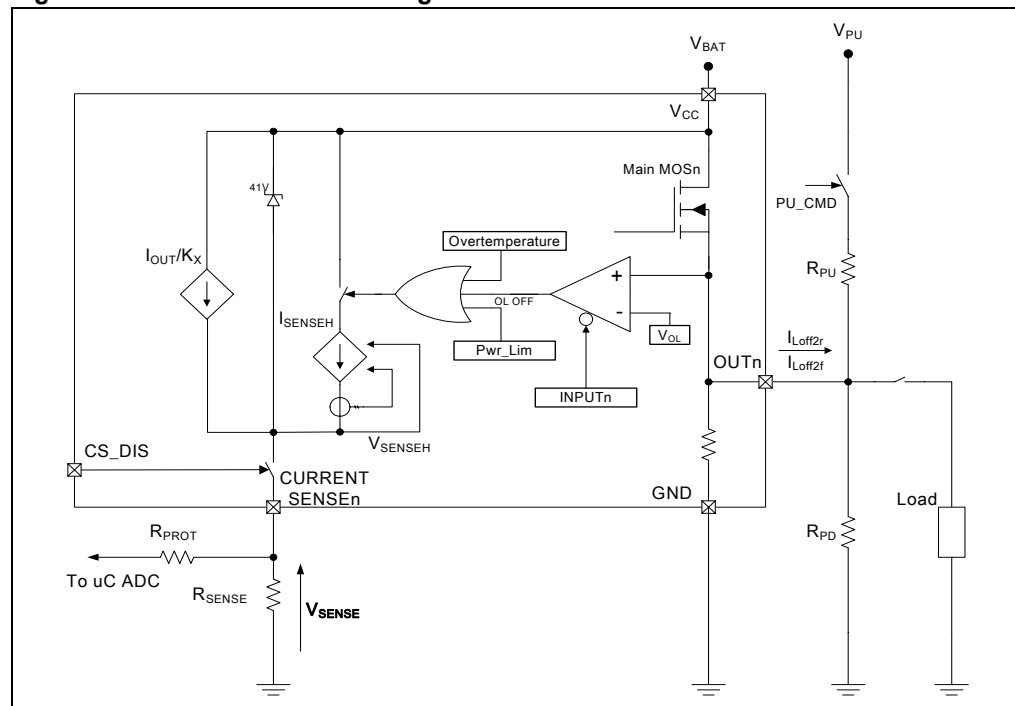 V_BAT
V_PU
V_CC
Main MOSn
41V
PU_CMD
Overtemperature
I_OUT/K_X
R_PU
+
OL OFF
-
I_SENSEH
V_OL
I_Loff2r
Pwr_Lim
OUTn
I_Loff2f
INPUTn
V_SENSEH
CS_DIS
CURRENT
SENSEn
GND
Load
R_PROT
R_PD
To uC ADC
R_SENSE
V_SENSE